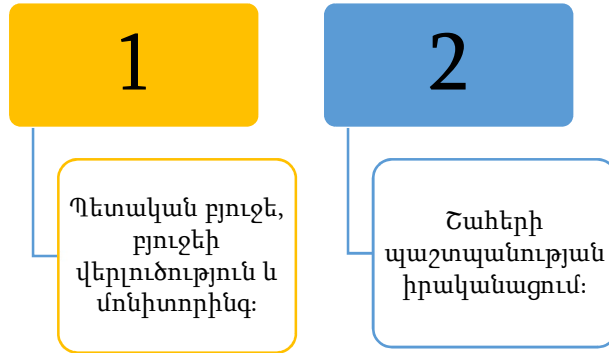 1
Պետական բյուջե,
բյուջեի
վերլուծություն և
մոնիտորինգ:
2
Շահերի
պաշտպանության
իրականացում: